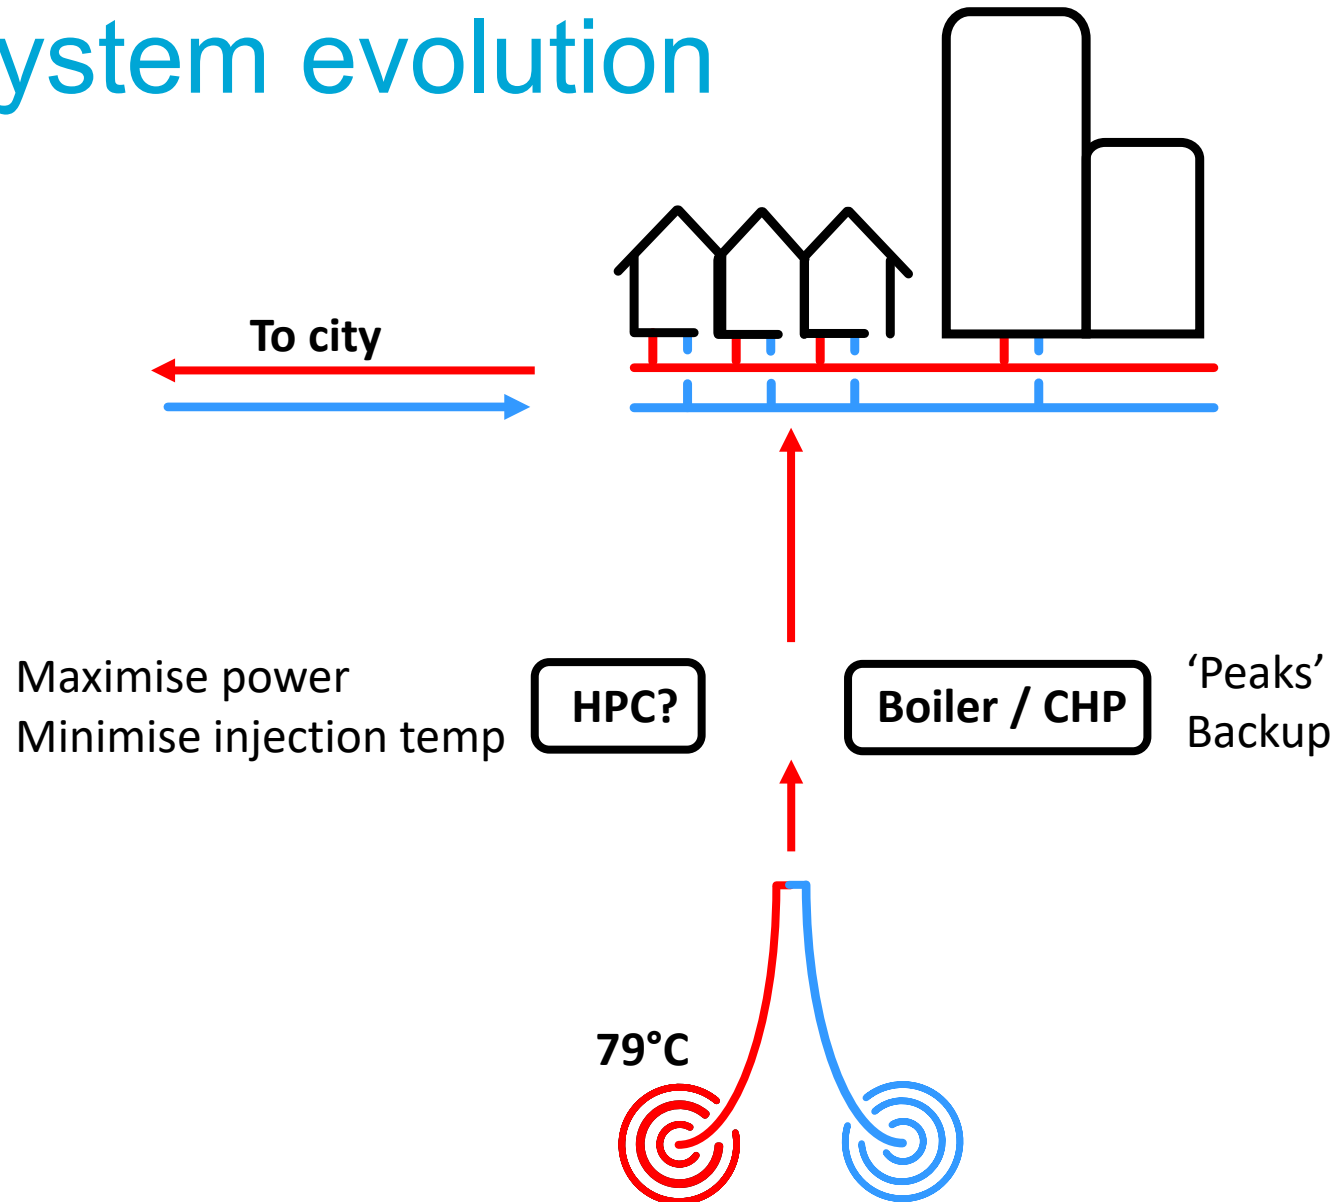 ystem evolution
To city
Maximise power
Minimise injection temp
HPC?
Boiler / CHP
‘Peaks’
Backup
79°C